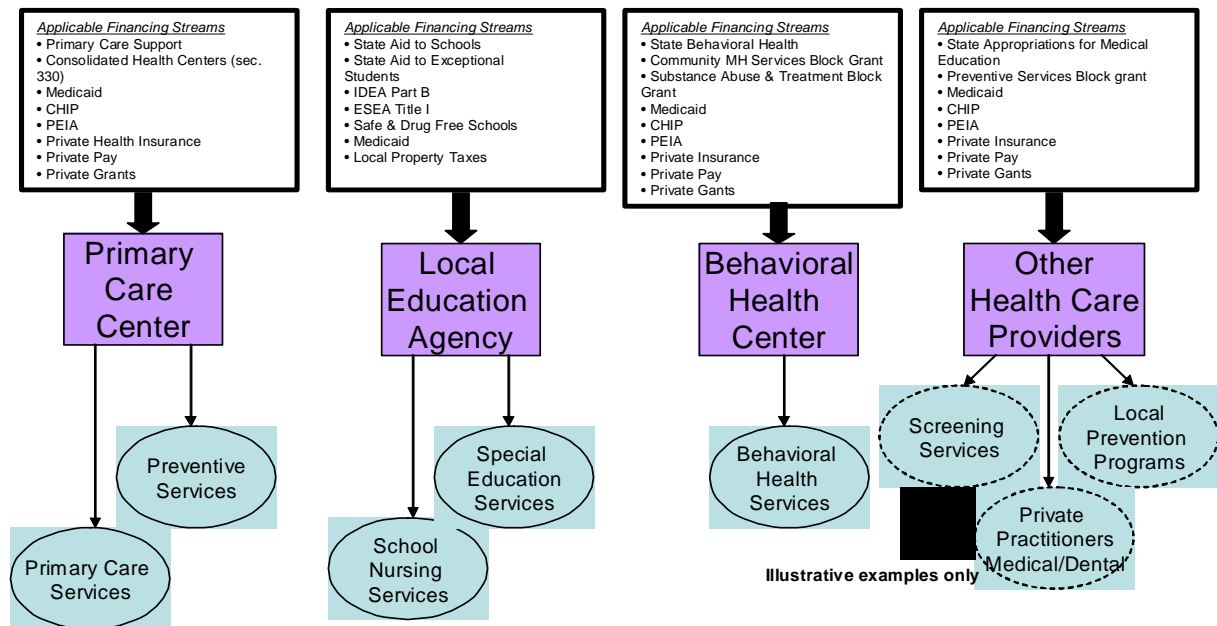 Applicable Financing Streams
• Primary Care Support
• Consolidated Health Centers (sec.
330)
• Medicaid
• CHIP
• PEIA
• Private Health Insurance
• Private Pay
• Private Grants
Applicable Financing Streams
• State Aid to Schools
• State Aid to Exceptional
Students
• IDEA Part B
• ESEA Title I
• Safe & Drug Free Schools
• Medicaid
• Local Property Taxes
Applicable Financing Streams
• State Behavioral Health
• Community MH Services Block Grant
• Substance Abuse & Treatment Block
Grant
• Medicaid
• CHIP
• PEIA
• Private Insurance
• Private Pay
• Private Gants
Applicable Financing Streams
• State Appropriations for Medical
Education
• Preventive Services Block grant
• Medicaid
• CHIP
• PEIA
• Private Insurance
• Private Pay
• Private Gants
Primary
Care
Center
Local
Education
Agency
Behavioral
Health
Center
Other
Health Care
Providers
Preventive
Services
Primary Care
Services
Special
Education
Services
School
Nursing
Services
Behavioral
Health
Services
Screening
Services
Local
Prevention
Programs
Private
Practitioners
Medical/Dental
Illustrative examples only